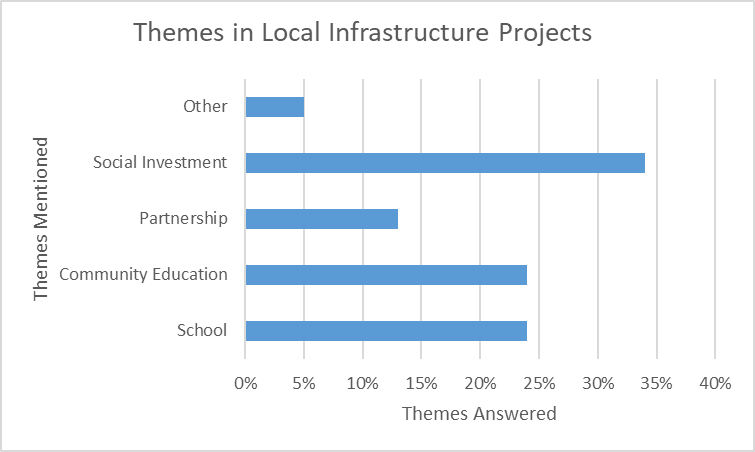 Themes in Local Infrastructure Projects
Themes Mentioned
Other
Social Investment
Partnership
Community Education
School
0% 5% 10% 15% 20% 25% 30% 35% 40%
Themes Answered